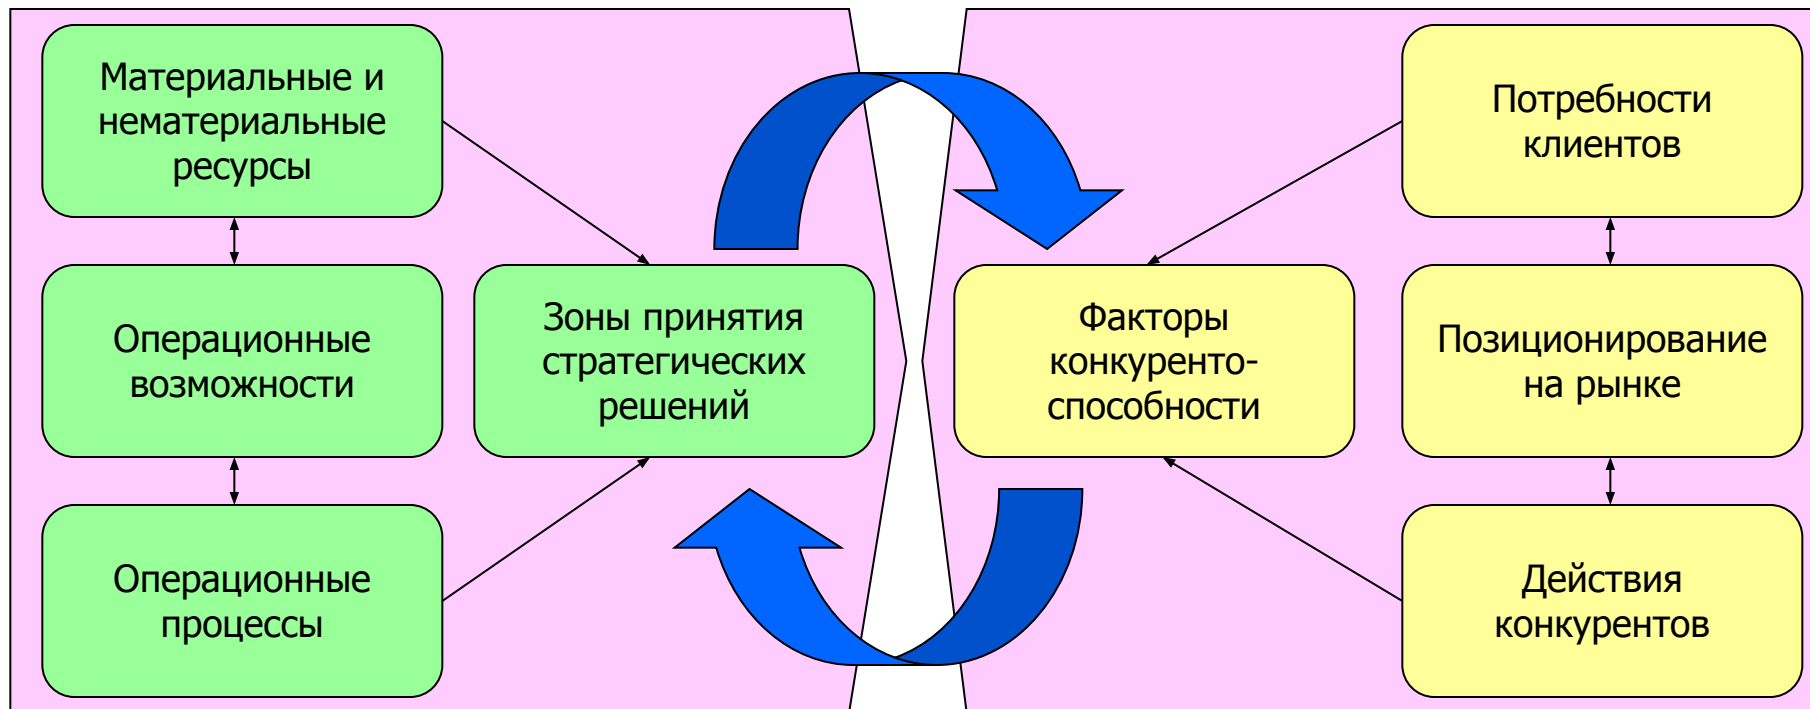 Материальные и
нематериальные
ресурсы
Операционные
возможности
Операционные
процессы
Зоны принятия
стратегических
решений
Факторы
конкуренто-
способности
Потребности
клиентов
Позиционирование
на рынке
Действия
конкурентов